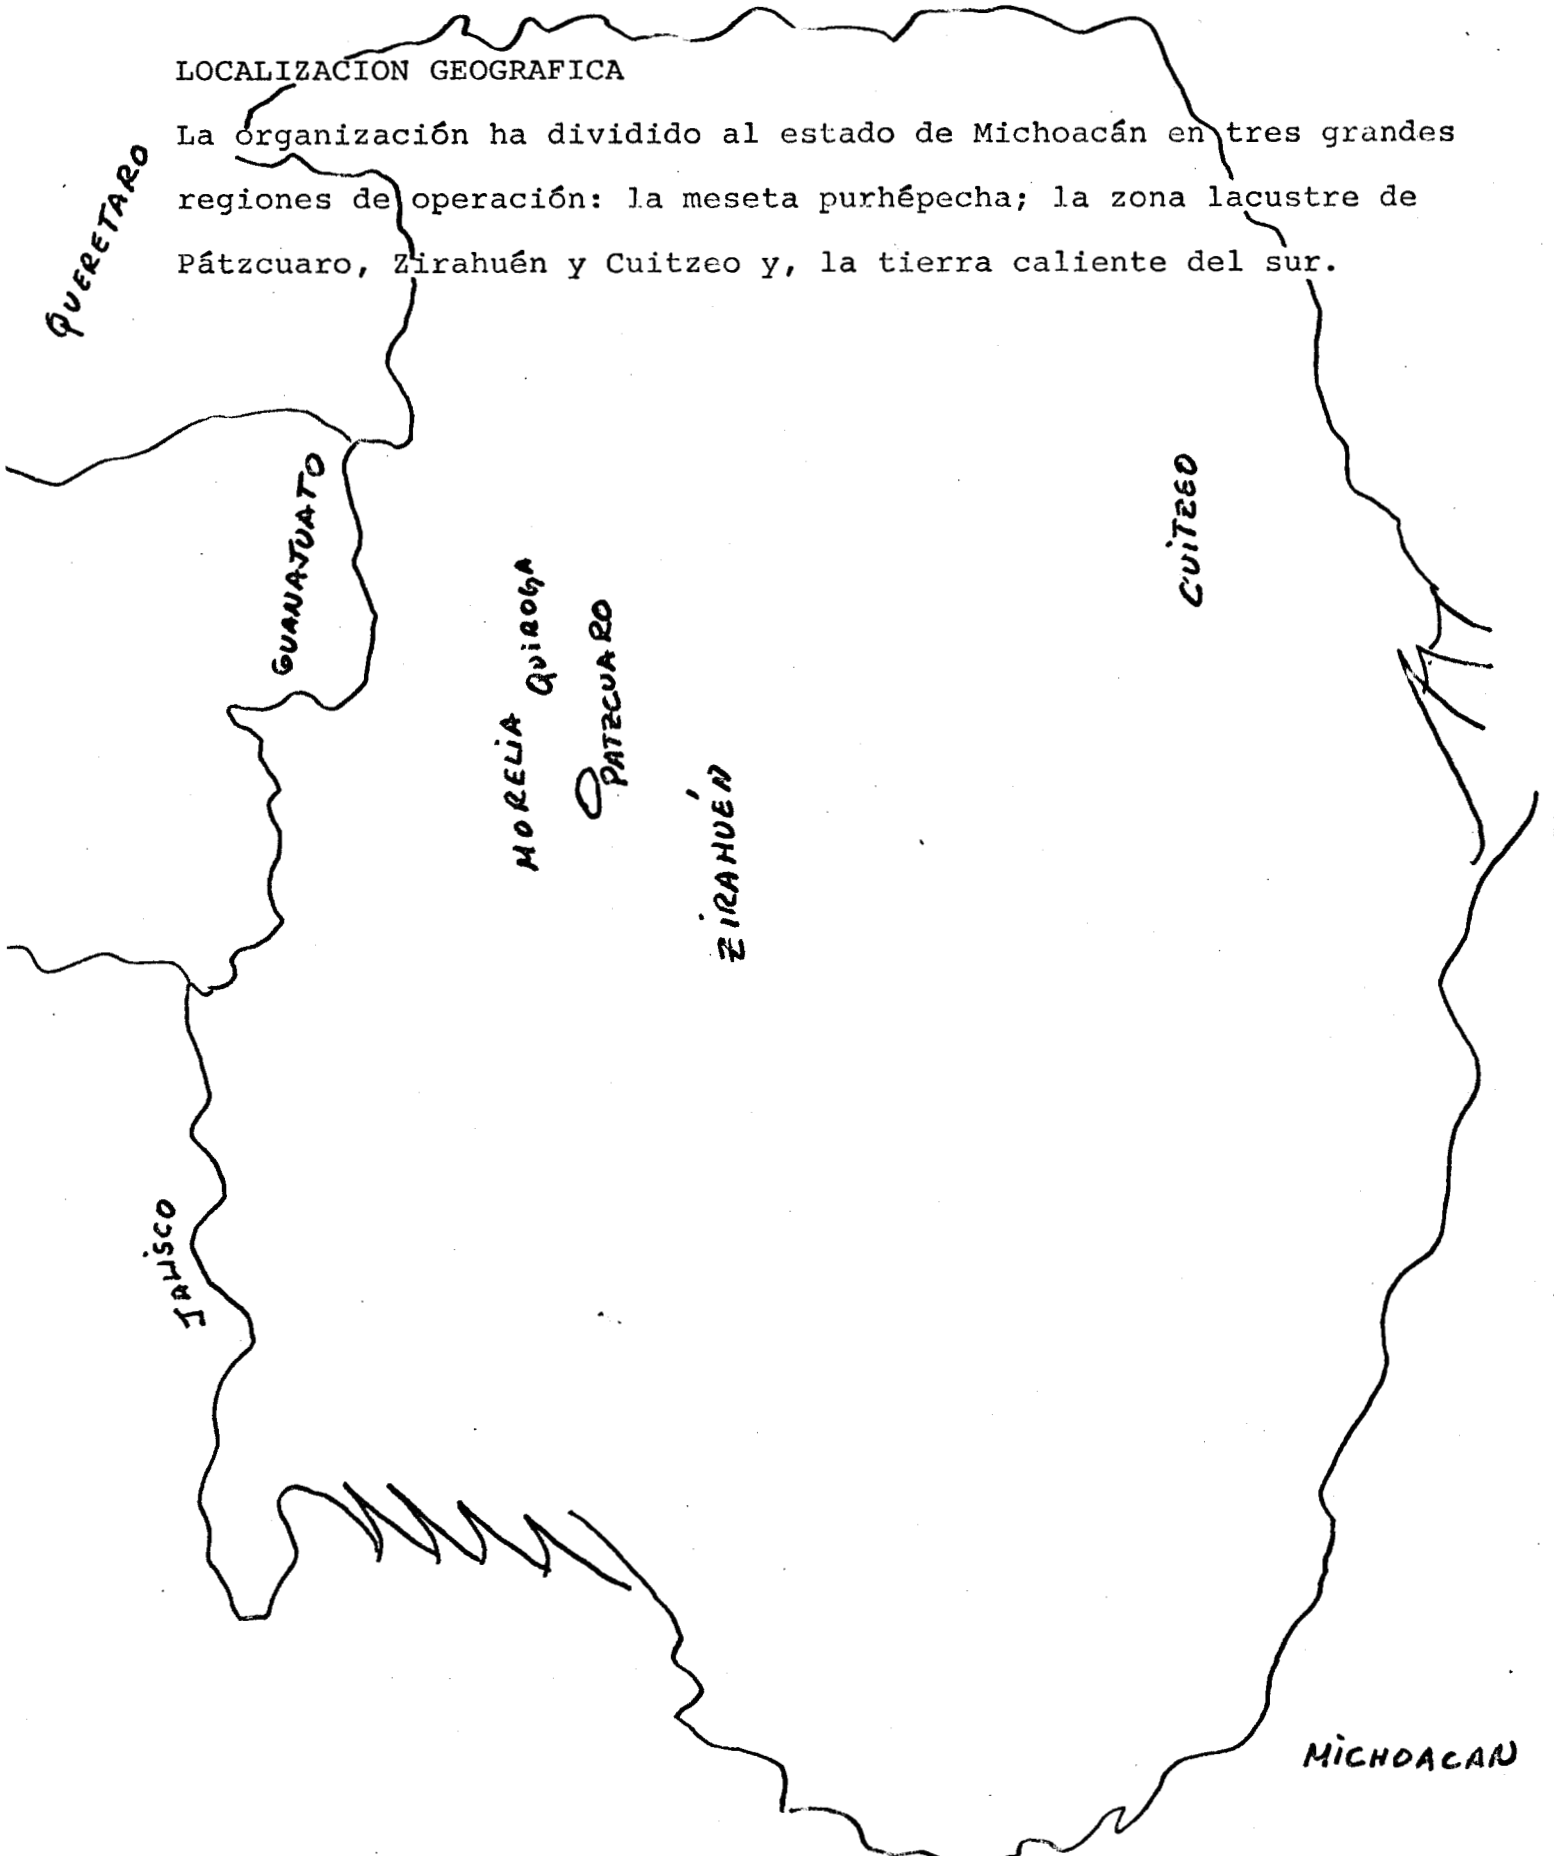 LOCALIZACION GEOGRAFICA
La organización ha dividido al estado de Michoacán en tres grandes
regiones de operación: la meseta purhépecha; la zona lacustre de
Pátzcuaro, Zirahuén y Cuitzeo y, la tierra caliente del sur.
QUERETARO
GUANAJUATO
CUITZEO
QUIROGA
PATZCUARO
MORELIA
ZIRAHUÉN
JALISCO
MICHOACAN